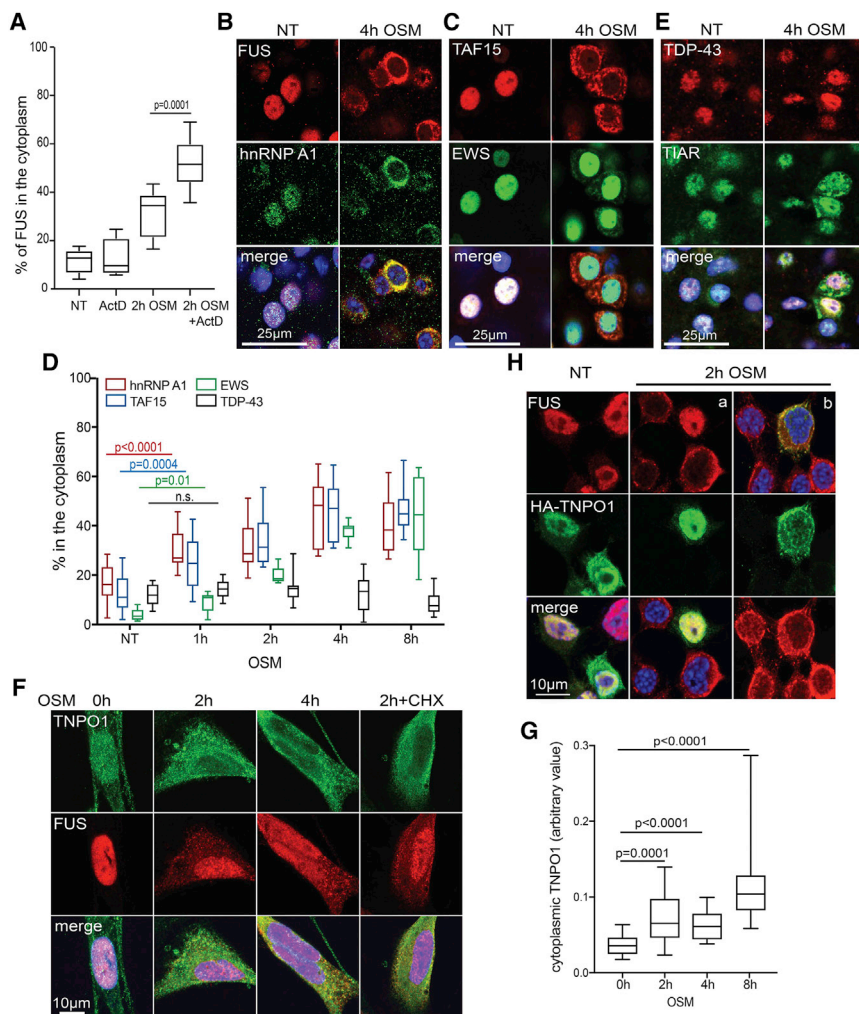 A
% of FUS in the cytoplasm
100
80
60
40
20
0
p=0.0001
NT
ActD
2h OSM
2h OSM
+ActD
B
NT
4h OSM
FUS
hnRNP A1
merge
25µm
C
NT
4h OSM
TAF15
EWS
merge
25µm
E
NT
4h OSM
TDP-43
TIAR
merge
25µm
D
% in the cytoplasm
100
80
60
40
20
0
hnRNP A1
EWS
TAF15
TDP-43
p<0.0001
p=0.0004
p=0.01
n.s.
NT
1h
2h
4h
8h
OSM
H
NT
2h OSM
FUS
a
b
HA-TNPO1
merge
10µm
F
OSM
0h
2h
4h
2h+CHX
TNPO1
FUS
merge
10µm
G
cytoplasmic TNPO1 (arbitrary value)
0.3
0.2
0.1
0.0
p<0.0001
p<0.0001
p=0.0001
0h
2h
4h
8h
OSM